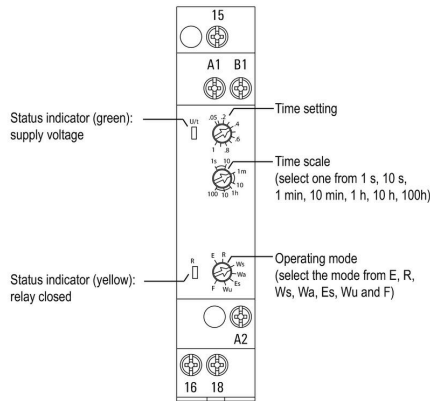 15
A1 B1
Status indicator (green):
supply voltage
U/t
.05 .2 .4 .6 .8 1
Time setting
1s 10 1m 10 1h 10 100
Time scale
(select one from 1 s, 10 s,
1 min, 10 min, 1 h, 10 h, 100h)
Status indicator (yellow):
relay closed
R
E R Ws Wa Es Wu F
Operating mode
(select the mode from E, R,
Ws, Wa, Es, Wu and F)
A2
16 18